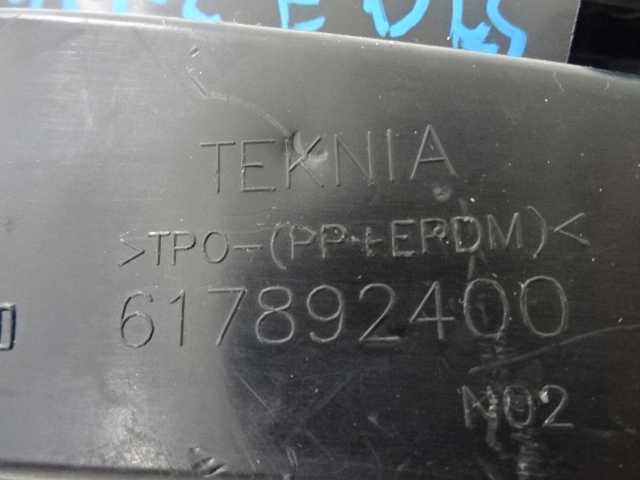 TEKNIA
>TPO-(PP+EPDM)<
617892400
N02